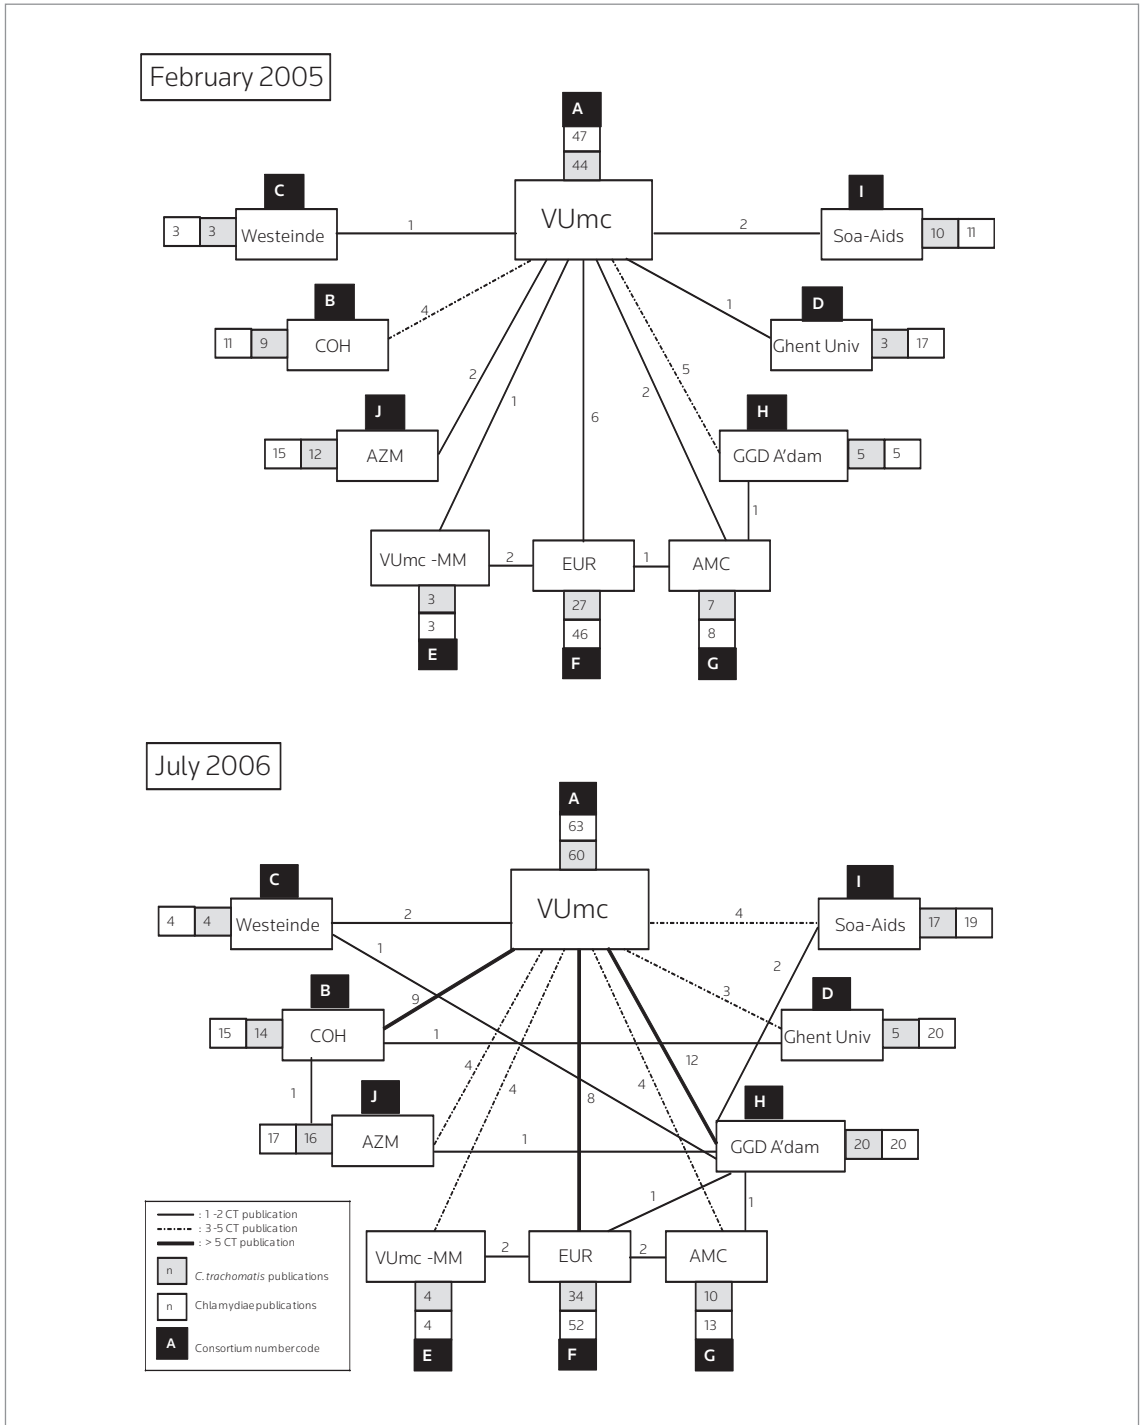 February 2005
A
47
44
VUmc
C
3 3 Westeinde
1
2
I
Soa-Aids 10 11
B
11 9 COH
4
1
D
Ghent Univ 3 17
J
15 12 AZM
2
1
6
2
5
H
GGD A'dam 5 5
1
VUmc -MM
2
EUR
1
AMC
3 27 7
3 46 8
E F G
July 2006
A
63
60
VUmc
C
4 4 Westeinde
2
1
4
I
Soa-Aids 17 19
2
B
15 14 COH
9
1
3
D
Ghent Univ 5 20
1
4
4
8
4
12
J
17 16 AZM
1
H
GGD A'dam 20 20
1
1
VUmc -MM
2
EUR
2
AMC
4 34 10
4 52 13
E F G
: 1 -2 CT publication
: 3 -5 CT publication
: > 5 CT publication
n C. trachomatis publications
n Chlamydiae publications
A Consortium number code